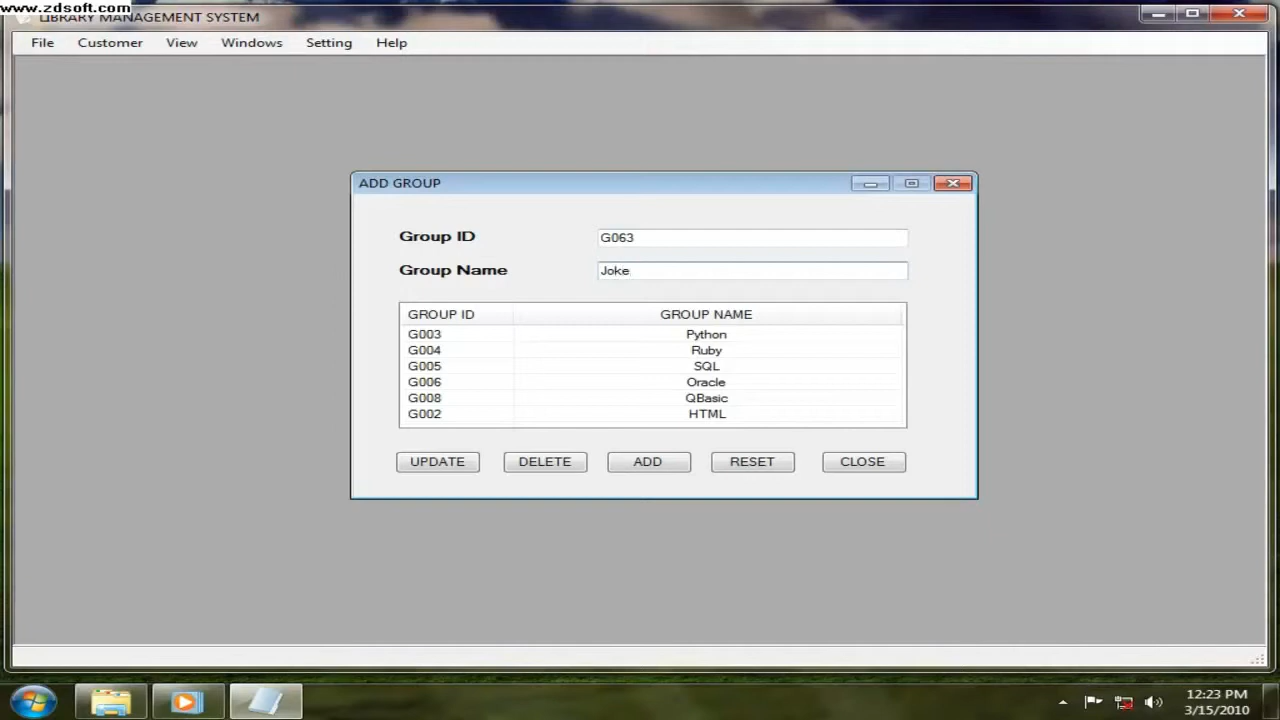 www.zdsoft.com
LIBRARY MANAGEMENT SYSTEM
File Customer View Windows Setting Help
ADD GROUP
Group ID G063
Group Name Joke
GROUP ID GROUP NAME
G003 Python
G004 Ruby
G005 SQL
G006 Oracle
G008 QBasic
G002 HTML
UPDATE DELETE ADD RESET CLOSE
12:23 PM
3/15/2010